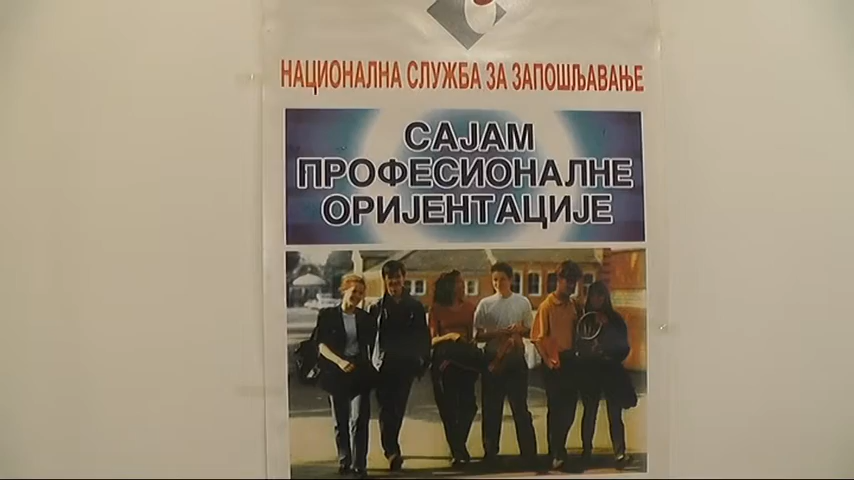 НАЦИОНАЛНА СЛУЖБА ЗА ЗАПОШЉАВАЊЕ
САЈАМ
ПРОФЕСИОНАЛНЕ
ОРИЈЕНТАЦИЈЕ